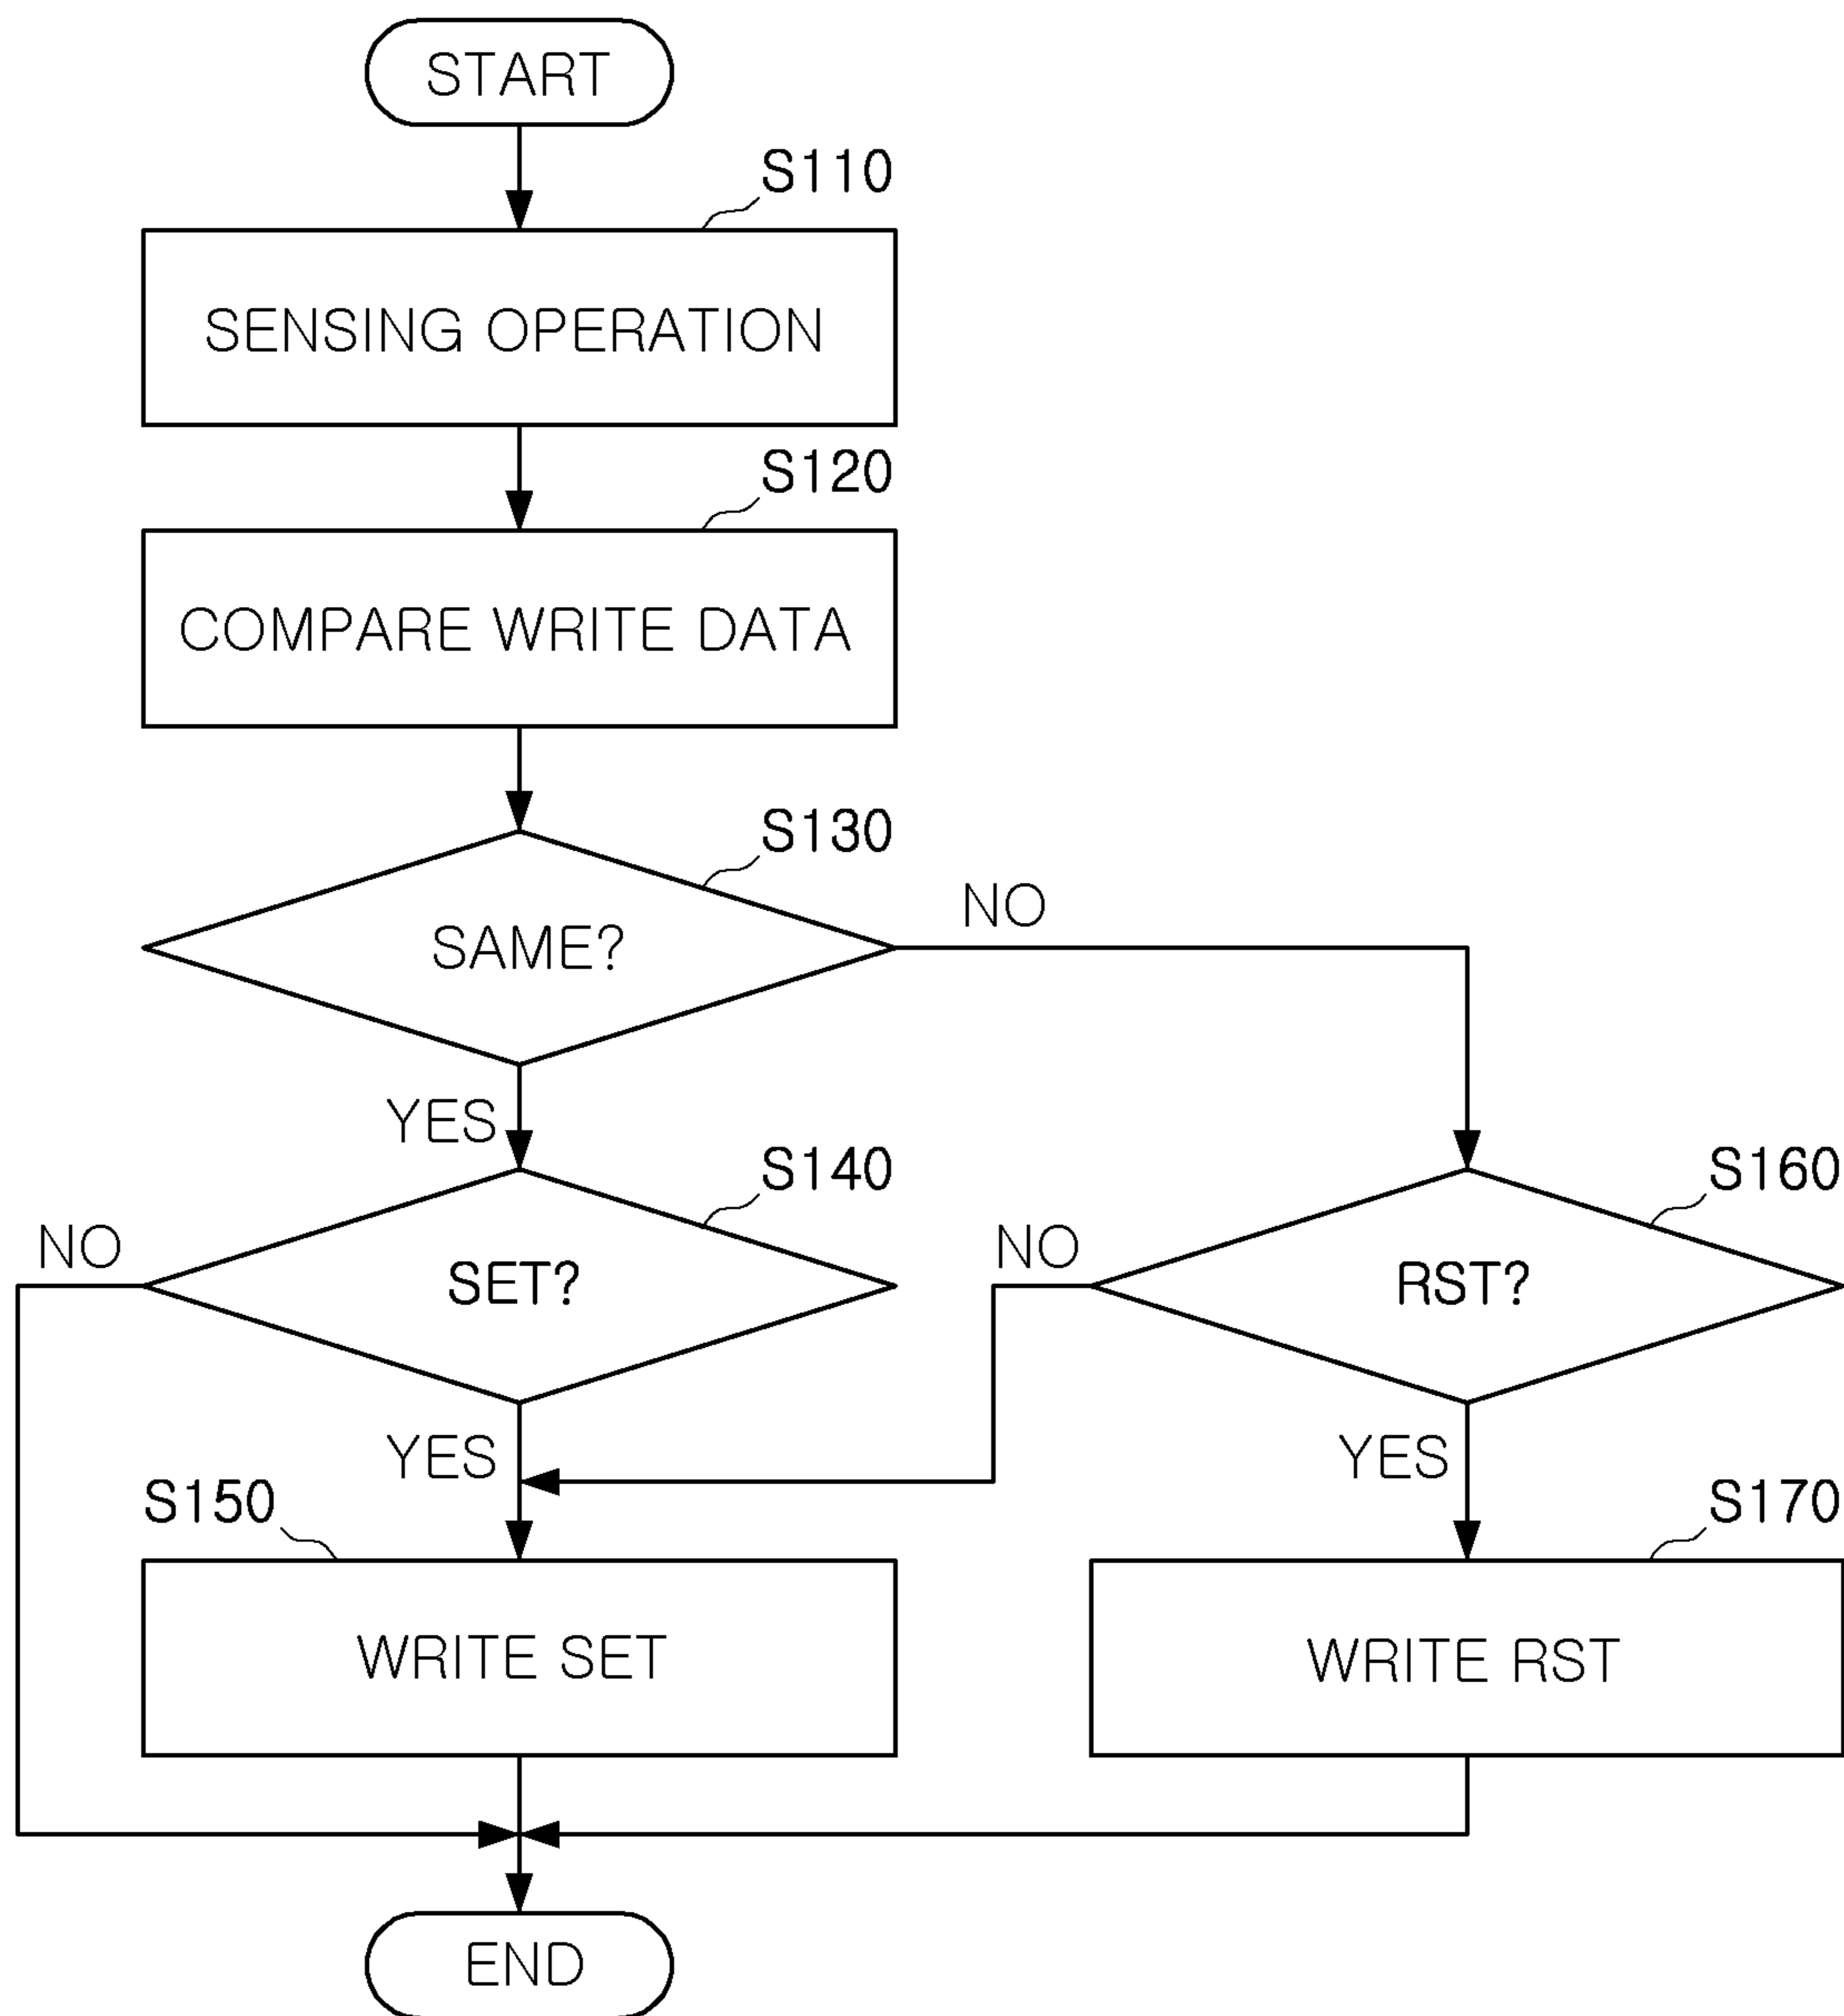 START
S110
SENSING OPERATION
S120
COMPARE WRITE DATA
S130
SAME?
NO
YES
S140
S160
NO
SET?
NO
RST?
YES
YES
S150
S170
WRITE SET
WRITE RST
END